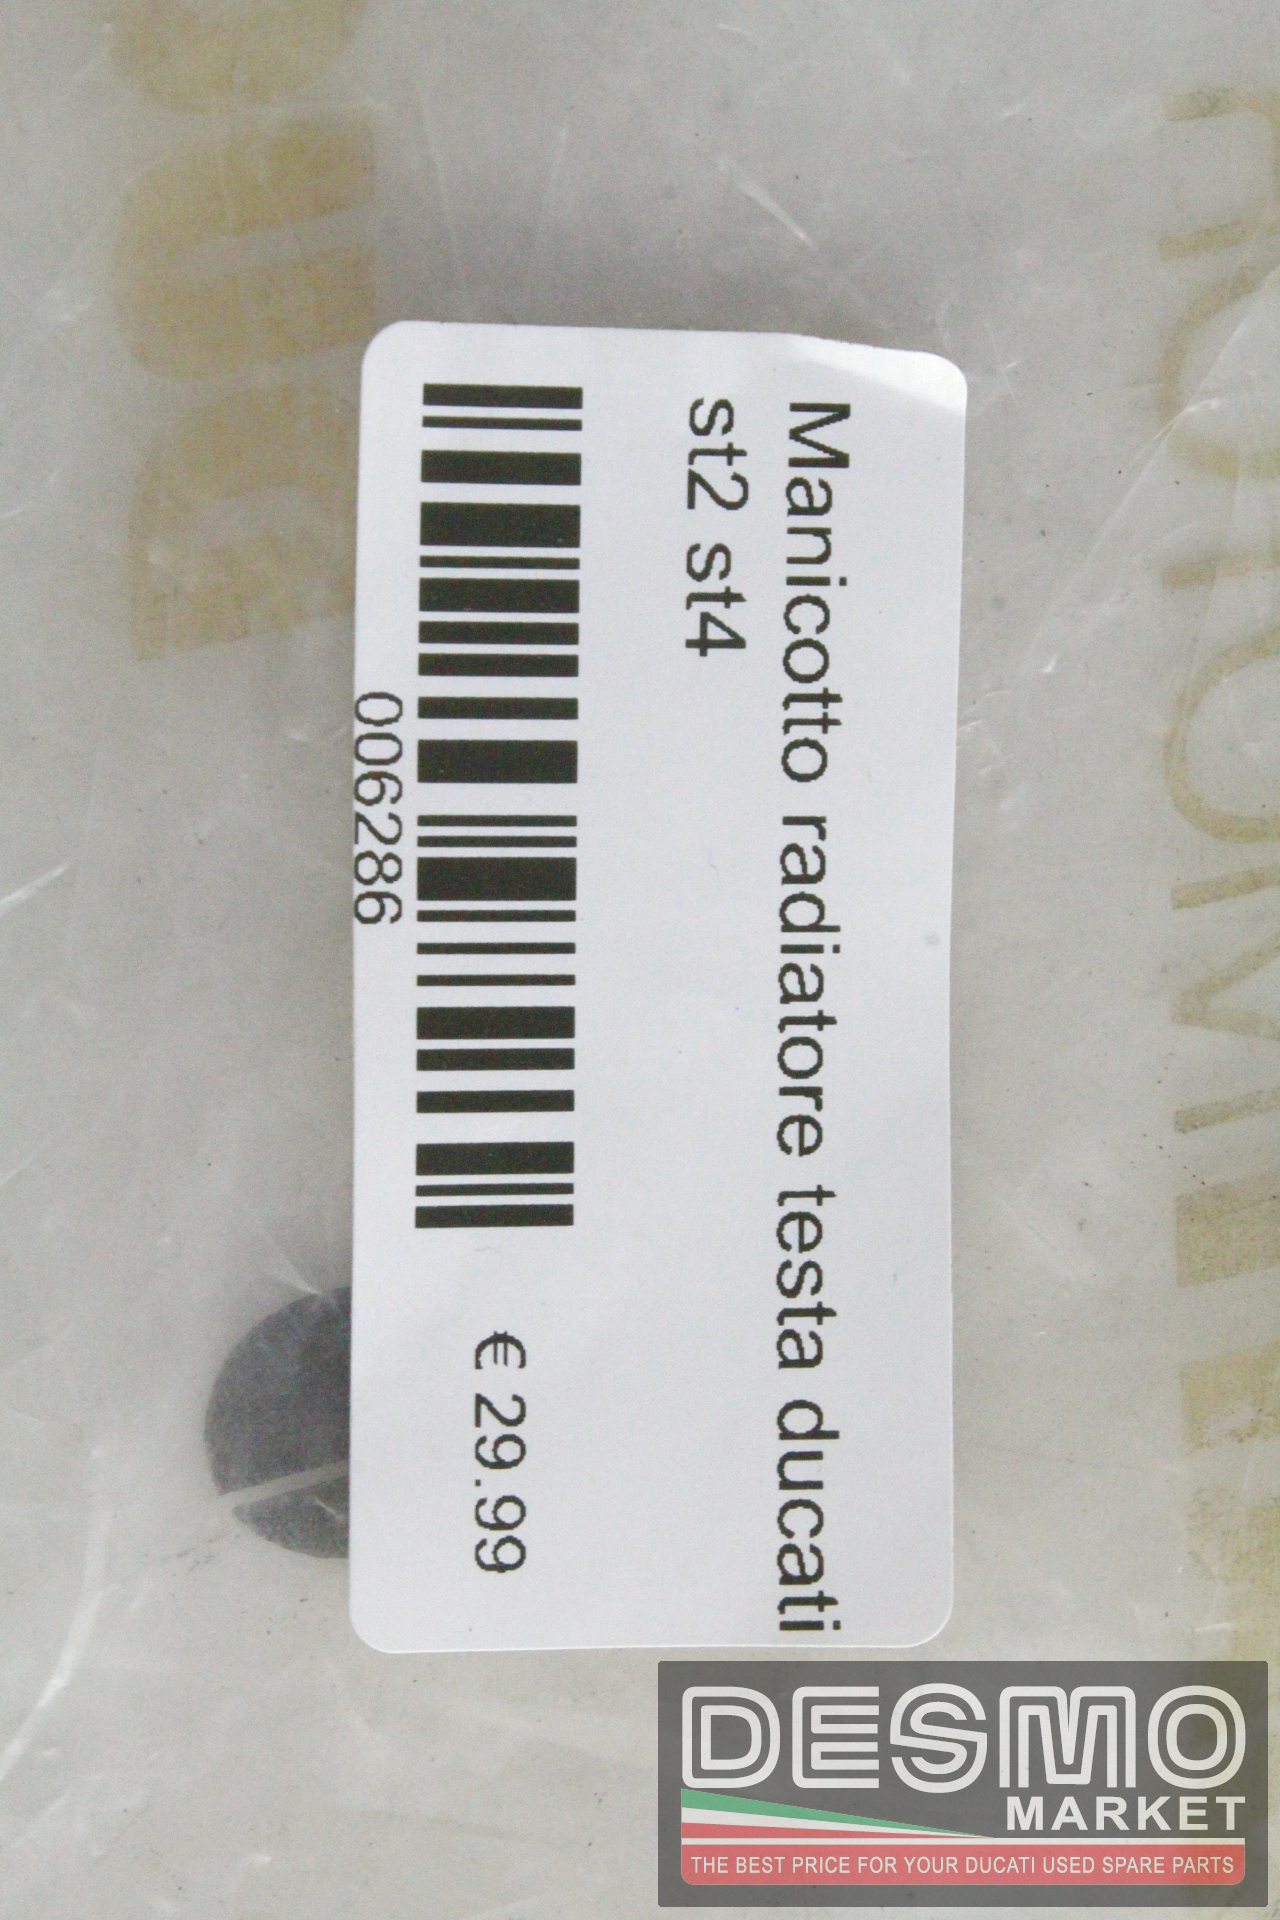 Manicotto radiatore testa ducati
st2 st4
006286
€ 29.99
DESMO
MARKET
THE BEST PRICE FOR YOUR DUCATI USED SPARE PARTS